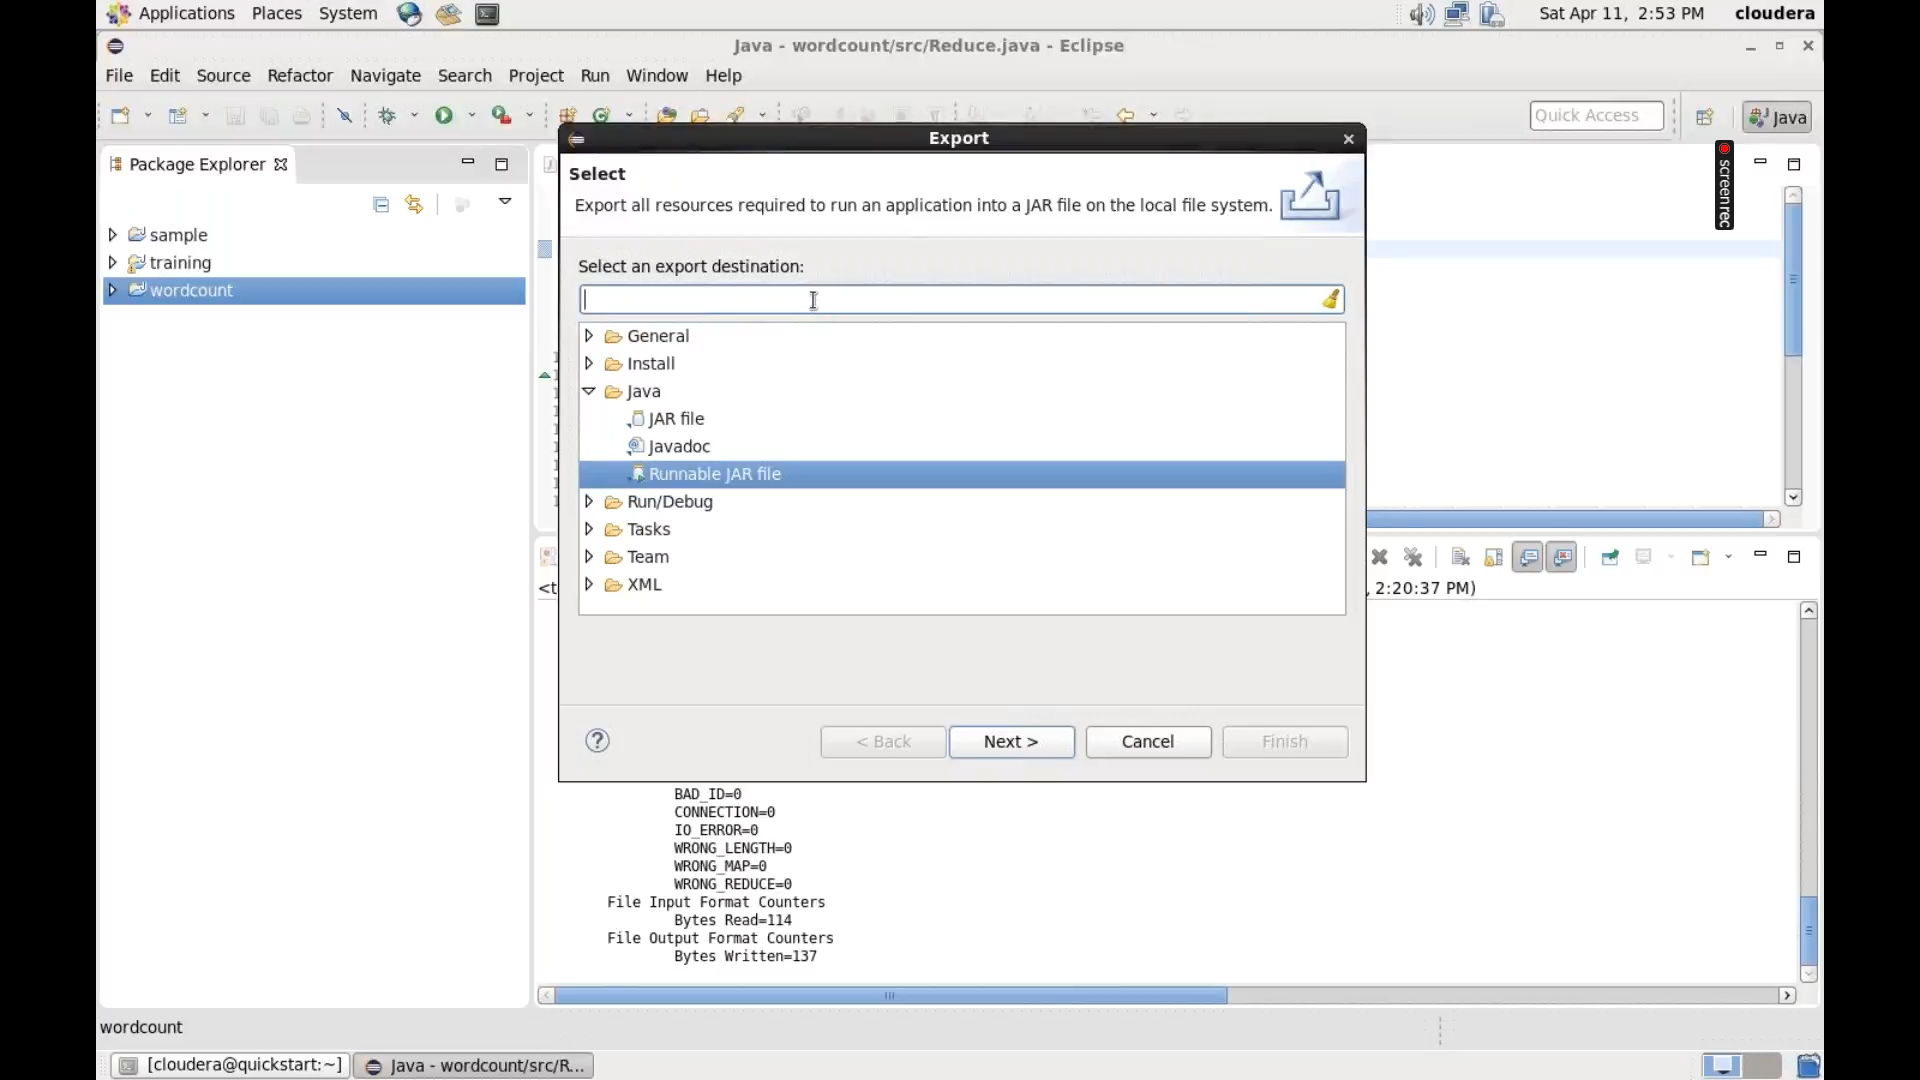 Applications Places System Sat Apr 11, 2:53 PM cloudera
Java - wordcount/src/Reduce.java - Eclipse
File Edit Source Refactor Navigate Search Project Run Window Help
Quick Access Java
Package Explorer
sample
training
wordcount
Export
Select
Export all resources required to run an application into a JAR file on the local file system.
Select an export destination:
General
Install
Java
JAR file
Javadoc
Runnable JAR file
Run/Debug
Tasks
Team
XML
< Back Next > Cancel Finish
screenrec
<t , 2:20:37 PM)
BAD_ID=0
CONNECTION=0
IO_ERROR=0
WRONG_LENGTH=0
WRONG_MAP=0
WRONG_REDUCE=0
File Input Format Counters
Bytes Read=114
File Output Format Counters
Bytes Written=137
wordcount
[cloudera@quickstart:~] Java - wordcount/src/R...